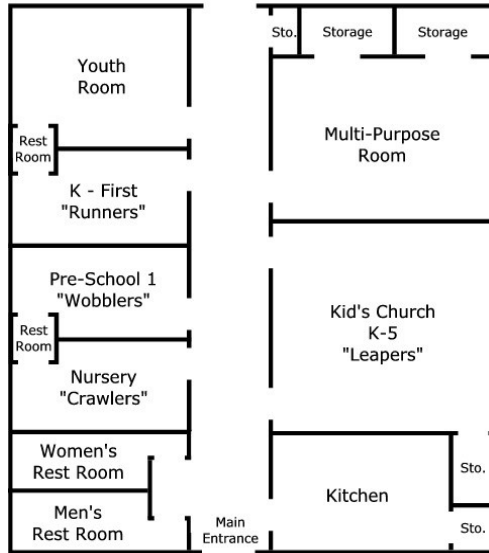 Sto.
Storage
Storage
Youth
Room
Rest
Room
Multi-Purpose
Room
K - First
"Runners"
Pre-School 1
"Wobblers"
Rest
Room
Kid's Church
K-5
"Leapers"
Nursery
"Crawlers"
Women's
Rest Room
Sto.
Kitchen
Men's
Rest Room
Main
Entrance
Sto.